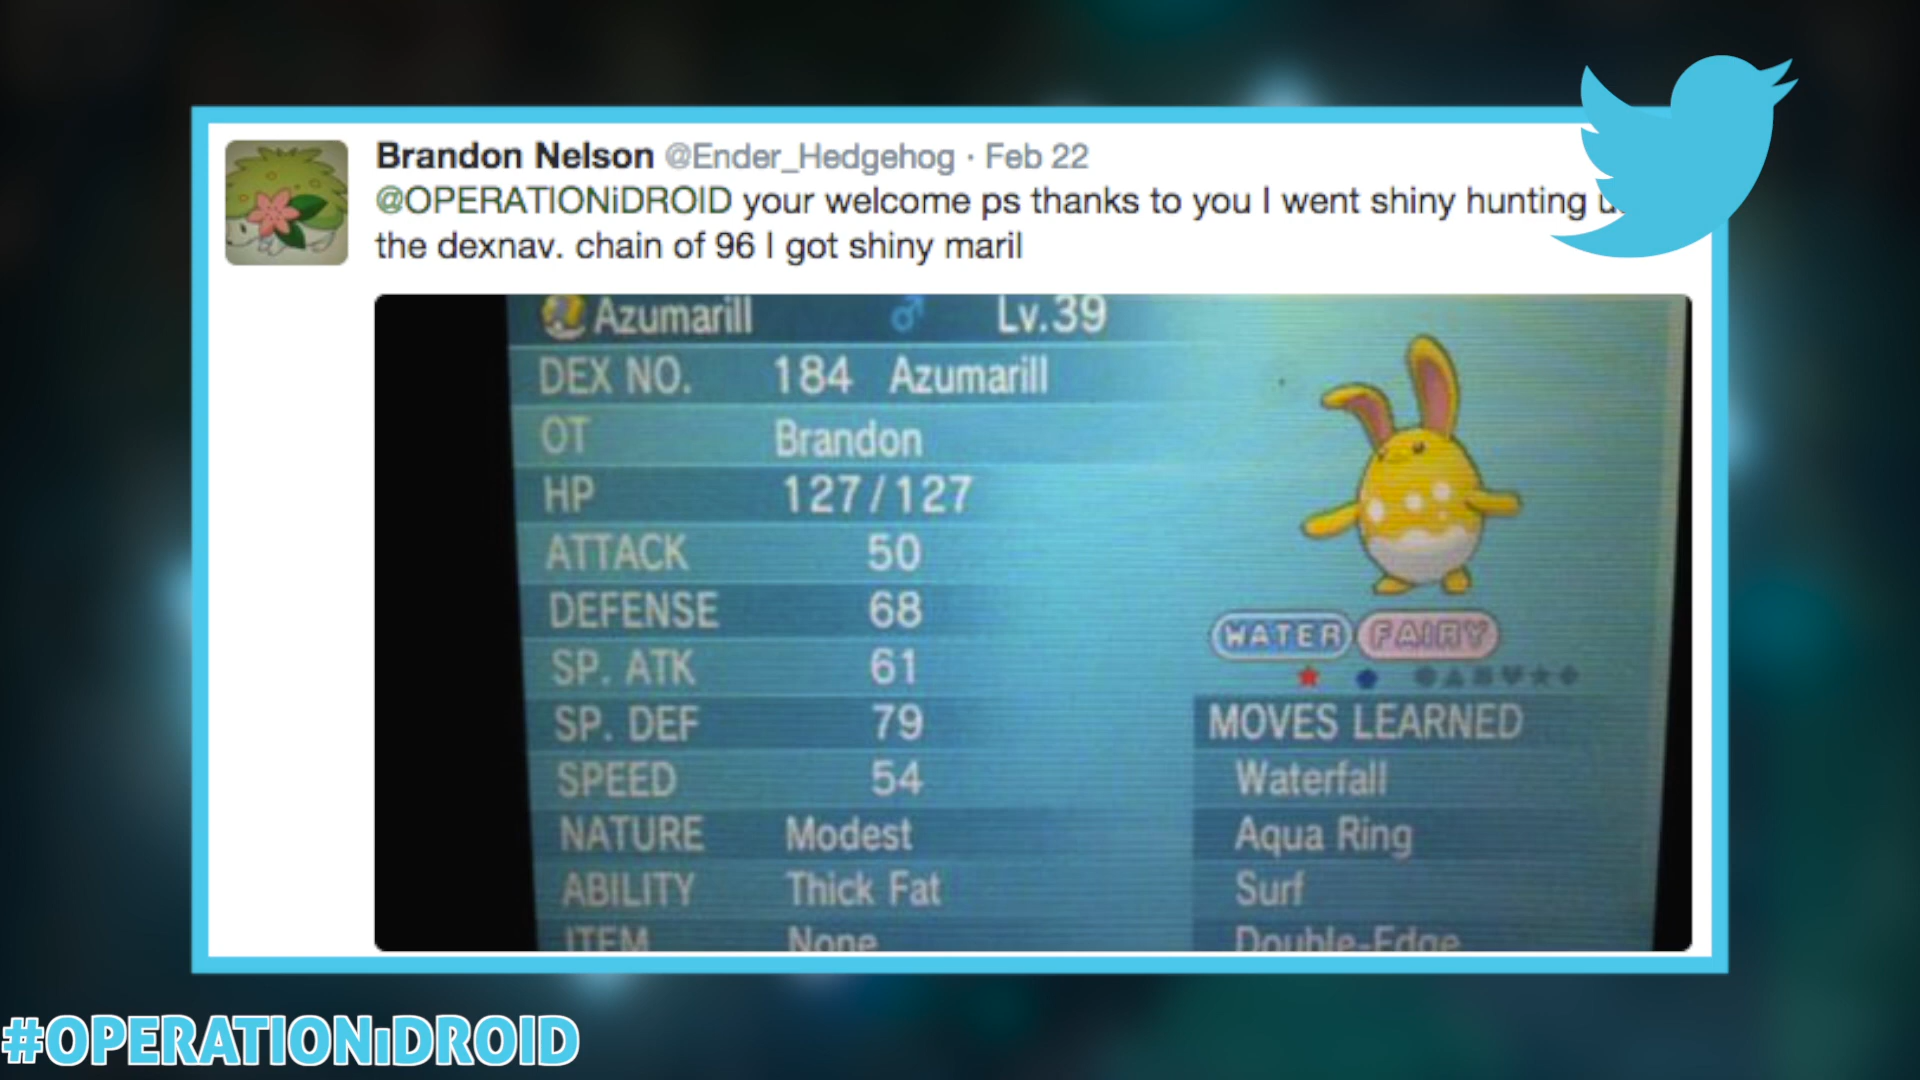 Brandon Nelson @Ender_Hedgehog · Feb 22
@OPERATIONiDROID your welcome ps thanks to you I went shiny hunting
the dexnav. chain of 96 I got shiny maril
Azumarill ♂ Lv.39
DEX NO. 184 Azumarill
OT Brandon
HP 127/127
ATTACK 50
DEFENSE 68
SP. ATK 61
SP. DEF 79
SPEED 54
NATURE Modest
ABILITY Thick Fat
ITEM None
WATER FAIRY
MOVES LEARNED
Waterfall
Aqua Ring
Surf
Double-Edge
#OPERATIONiDROID